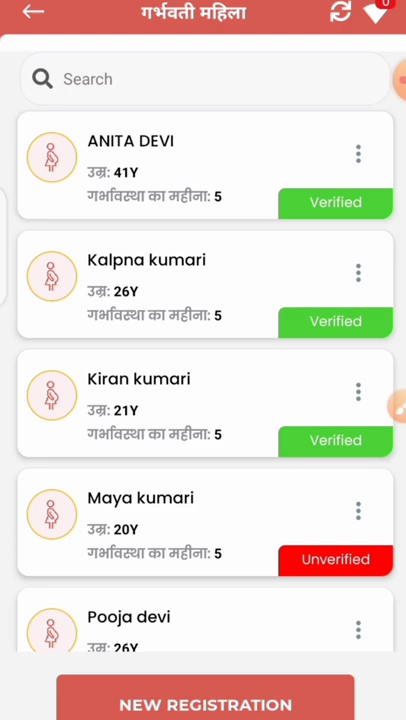 गर्भवती महिला
0
Search
ANITA DEVI
उम्र: 41Y
गर्भावस्था का महीना: 5
Verified
Kalpna kumari
उम्र: 26Y
गर्भावस्था का महीना: 5
Verified
Kiran kumari
उम्र: 21Y
गर्भावस्था का महीना: 5
Verified
Maya kumari
उम्र: 20Y
गर्भावस्था का महीना: 5
Unverified
Pooja devi
उम्र: 26Y
NEW REGISTRATION